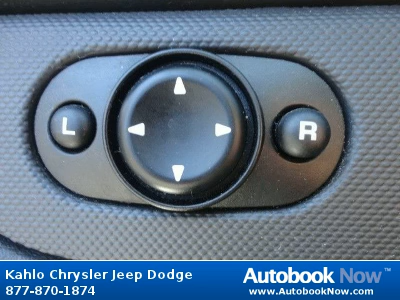 L
R
Kahlo Chrysler Jeep Dodge
877-870-1874
Autobook Now™
www.AutobookNow.com